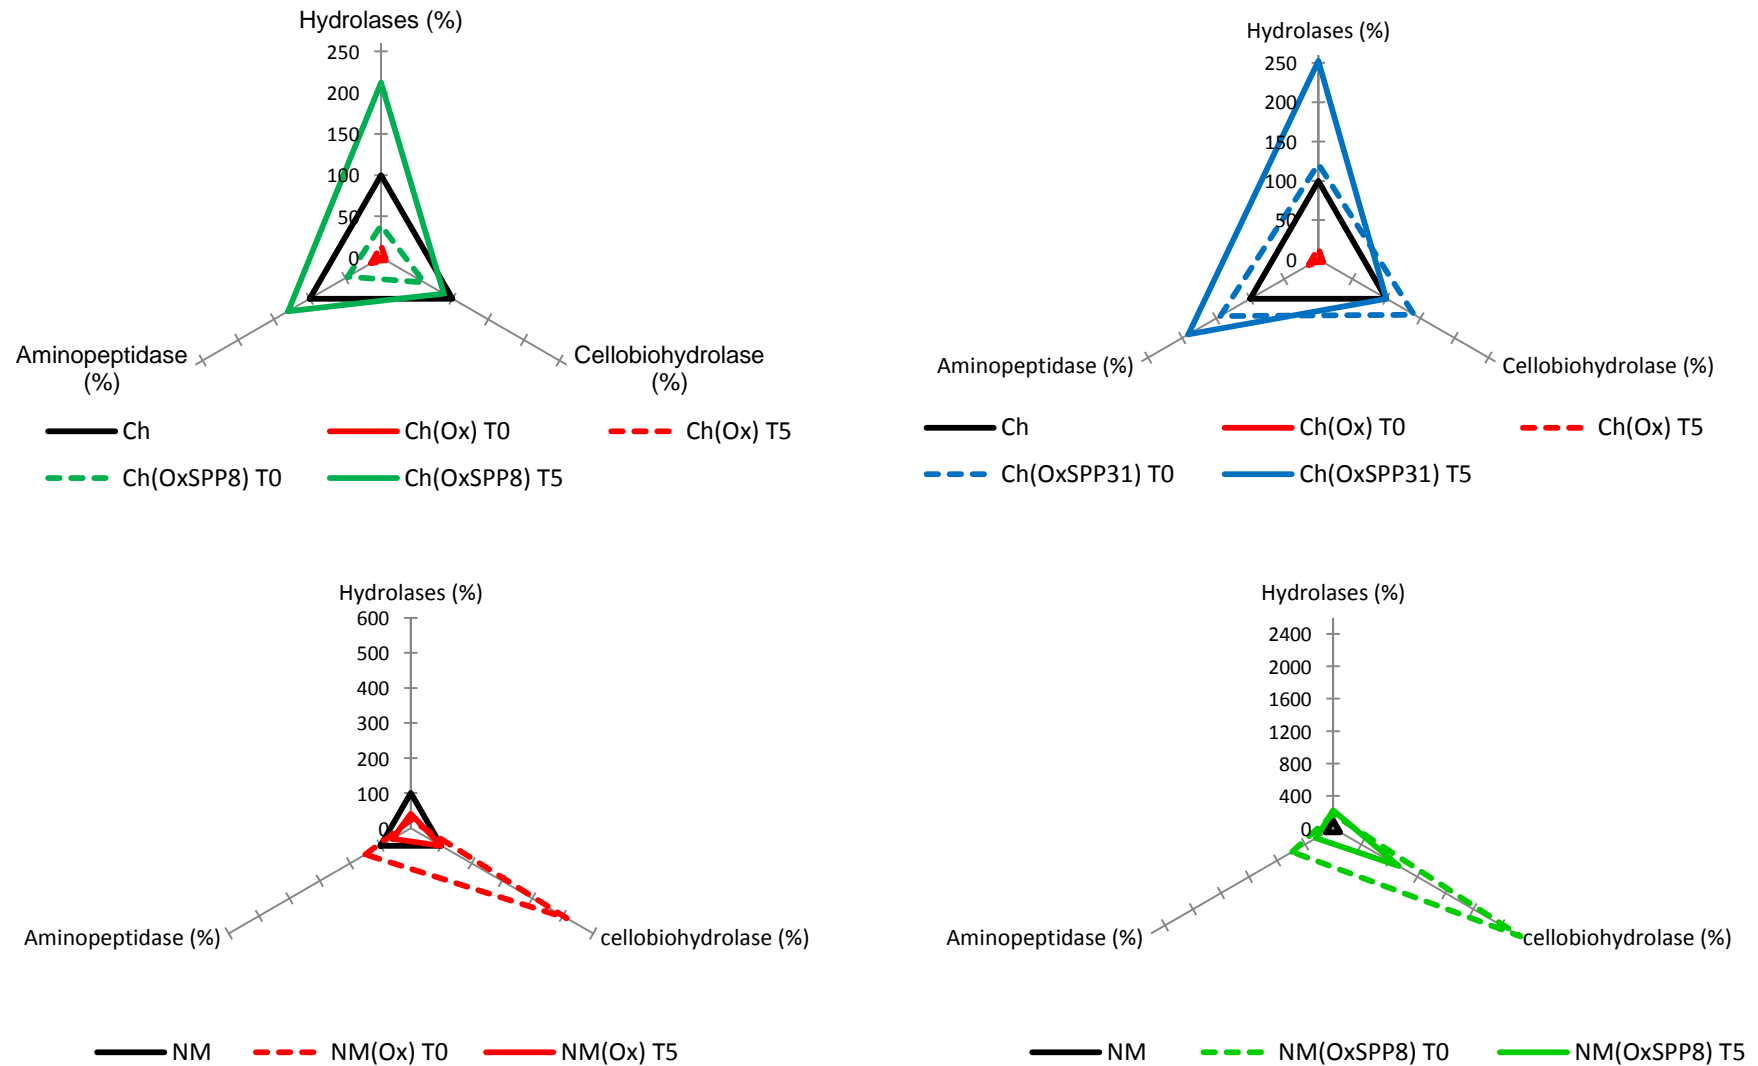 Hydrolases (%)
250
200
150
100
50
0
Aminopeptidase
(%)
Cellobiohydrolase
(%)
Ch
Ch(Ox) T0
Ch(Ox) T5
Ch(OxSPP8) T0
Ch(OxSPP8) T5
Hydrolases (%)
250
200
150
100
50
0
Aminopeptidase (%)
Cellobiohydrolase (%)
Ch
Ch(Ox) T0
Ch(Ox) T5
Ch(OxSPP31) T0
Ch(OxSPP31) T5
Hydrolases (%)
600
500
400
300
200
100
0
Aminopeptidase (%)
cellobiohydrolase (%)
NM
NM(Ox) T0
NM(Ox) T5
Hydrolases (%)
2400
2000
1600
1200
800
400
0
Aminopeptidase (%)
cellobiohydrolase (%)
NM
NM(OxSPP8) T0
NM(OxSPP8) T5